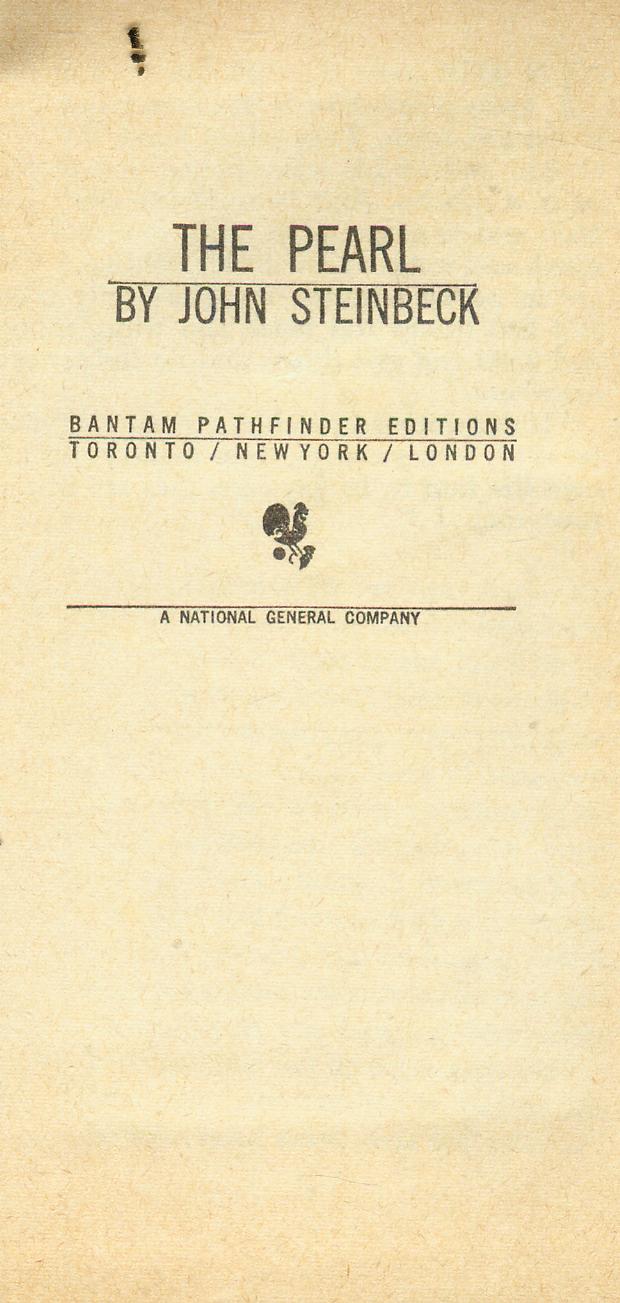 THE PEARL
BY JOHN STEINBECK
BANTAM PATHFINDER EDITIONS
TORONTO / NEW YORK / LONDON
A NATIONAL GENERAL COMPANY